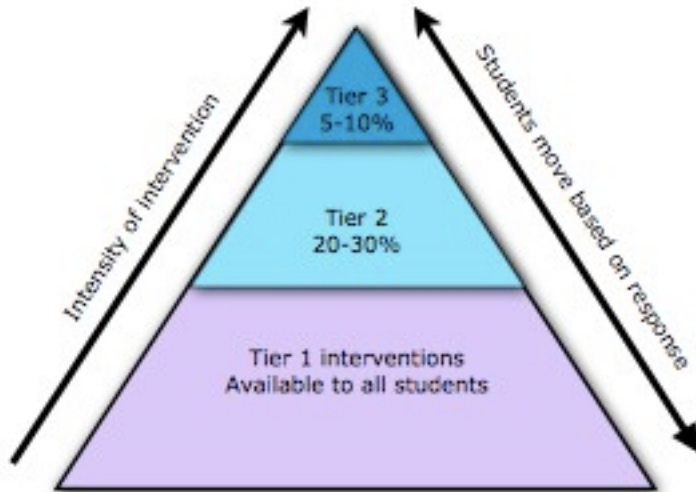 Tier 3
5-10%
Tier 2
20-30%
Tier 1 interventions
Available to all students
Intensity of intervention
Students move based on response